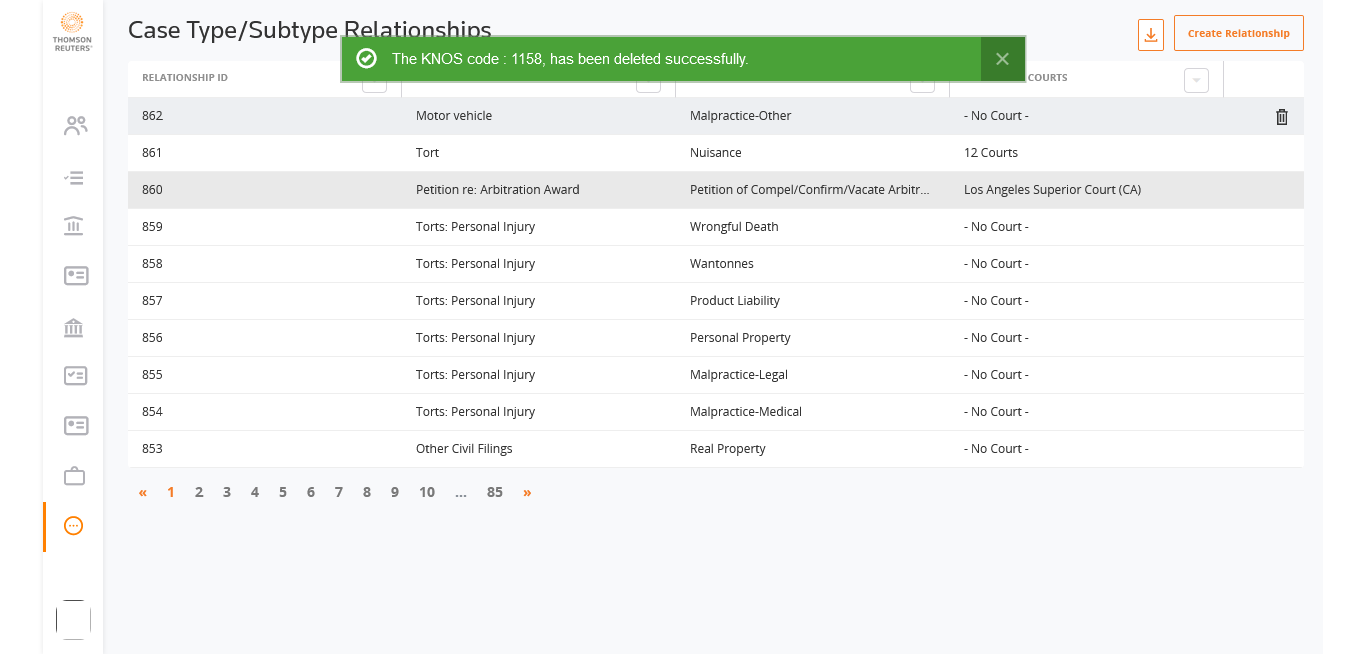 THOMSON
REUTERS'
Case Type/Subtype Relationships
Create Relationship
The KNOS code : 1158, has been deleted successfully.
RELATIONSHIP ID
COURTS
862 Motor vehicle Malpractice-Other - No Court -
861 Tort Nuisance 12 Courts
860 Petition re: Arbitration Award Petition of Compel/Confirm/Vacate Arbitr... Los Angeles Superior Court (CA)
859 Torts: Personal Injury Wrongful Death - No Court -
858 Torts: Personal Injury Wantonnes - No Court -
857 Torts: Personal Injury Product Liability - No Court -
856 Torts: Personal Injury Personal Property - No Court -
855 Torts: Personal Injury Malpractice-Legal - No Court -
854 Torts: Personal Injury Malpractice-Medical - No Court -
853 Other Civil Filings Real Property - No Court -
« 1 2 3 4 5 6 7 8 9 10 ... 85 »